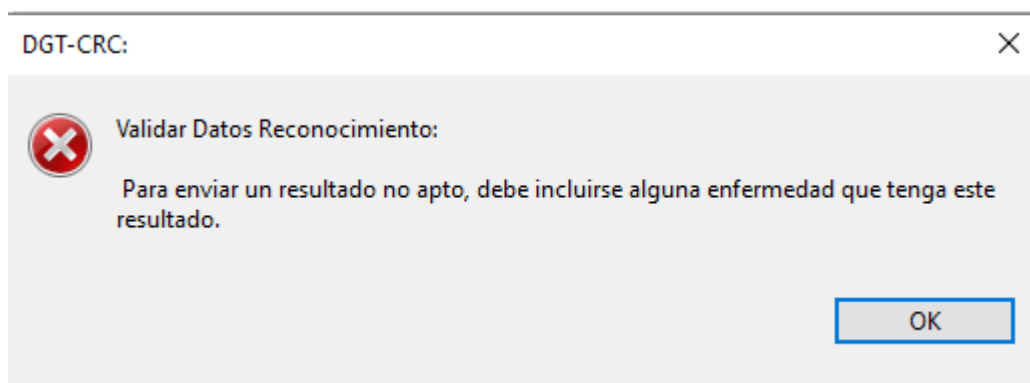 DGT-CRC:
Validar Datos Reconocimiento:
Para enviar un resultado no apto, debe incluirse alguna enfermedad que tenga este
resultado.
OK